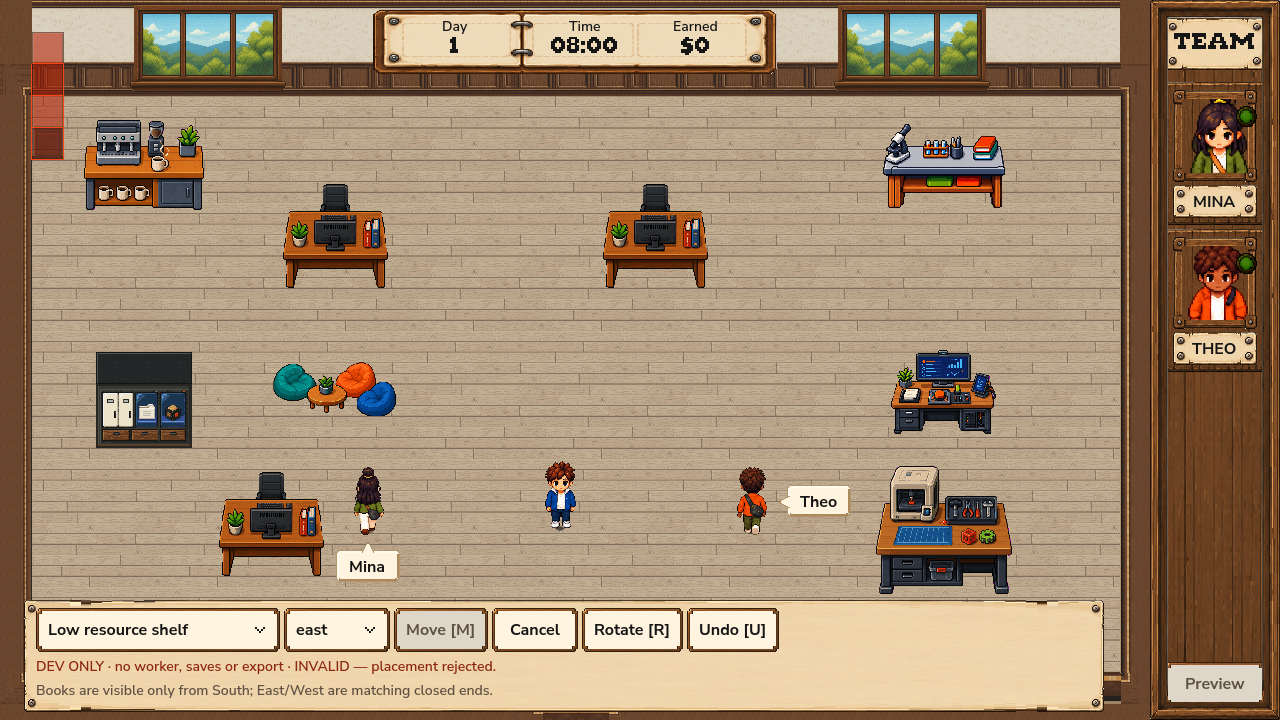 Day
1
Time
08:00
Earned
$0
TEAM
MINA
THEO
Theo
Mina
Low resource shelf
east
Move [M]
Cancel
Rotate [R]
Undo [U]
DEV ONLY · no worker, saves or export · INVALID — placement rejected.
Books are visible only from South; East/West are matching closed ends.
Preview